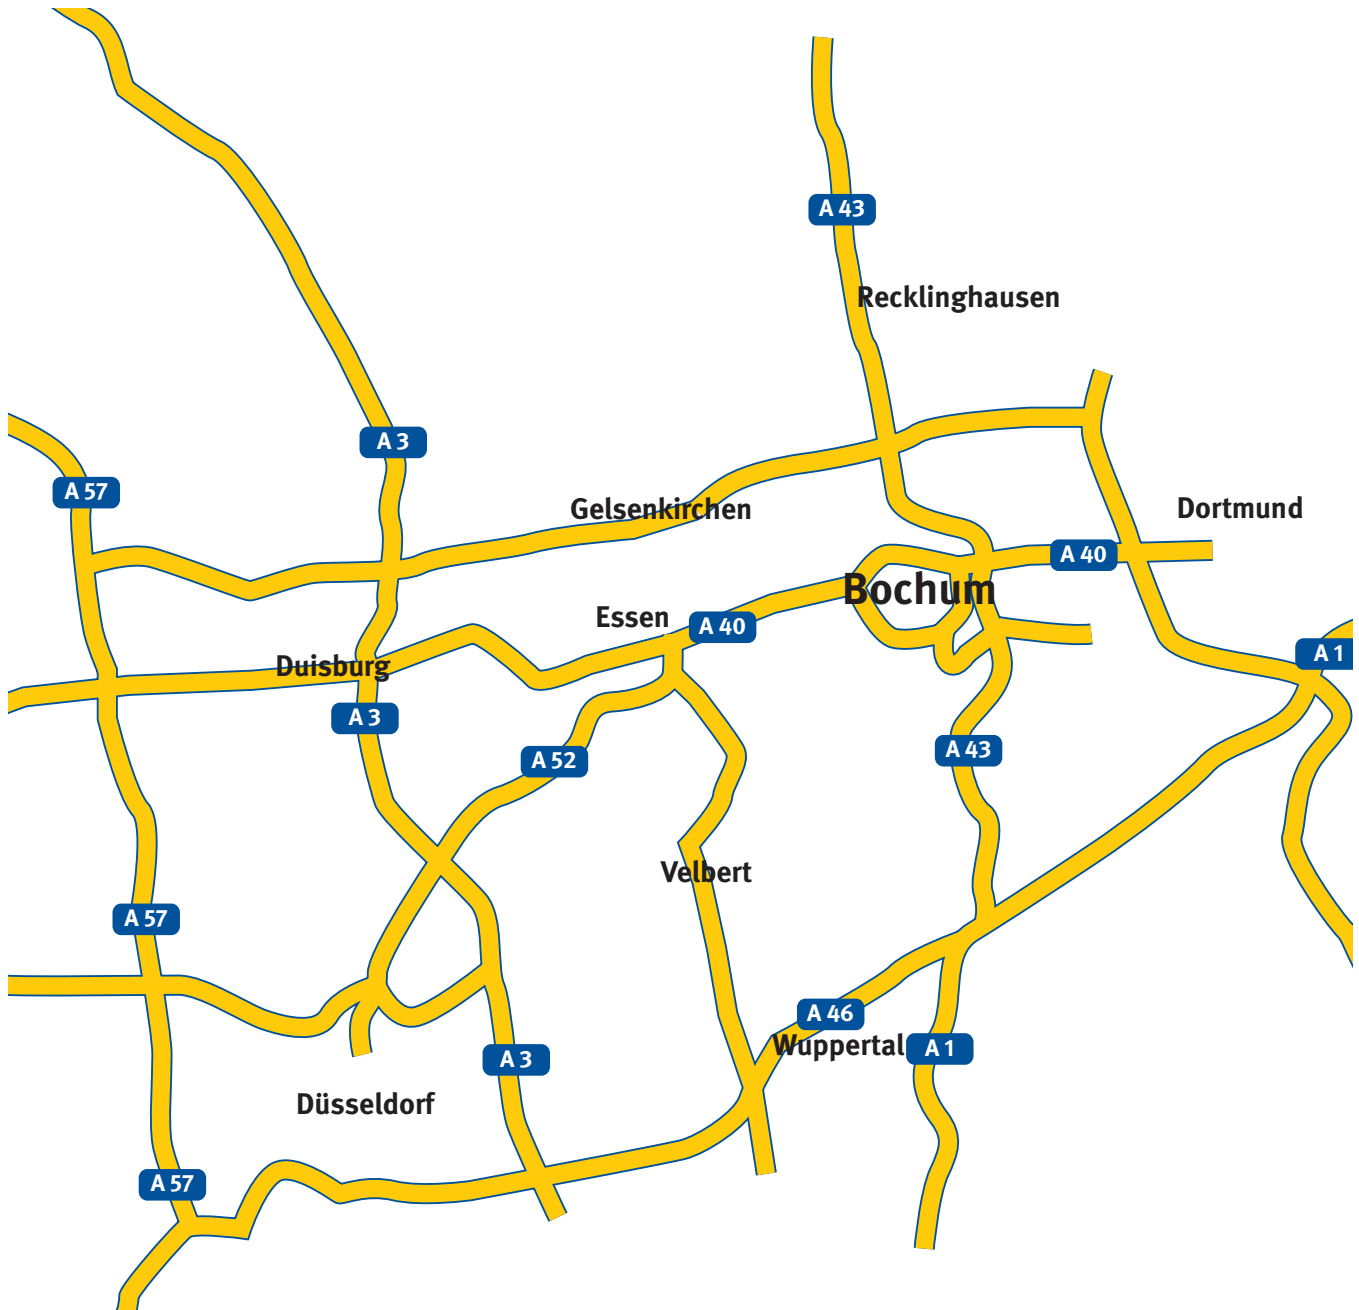 A 43
Recklinghausen
A 3
A 57
Gelsenkirchen
Dortmund
A 40
Bochum
Essen
A 40
A 1
Duisburg
A 3
A 43
A 52
Velbert
A 57
A 46
Wuppertal
A 1
A 3
Düsseldorf
A 57